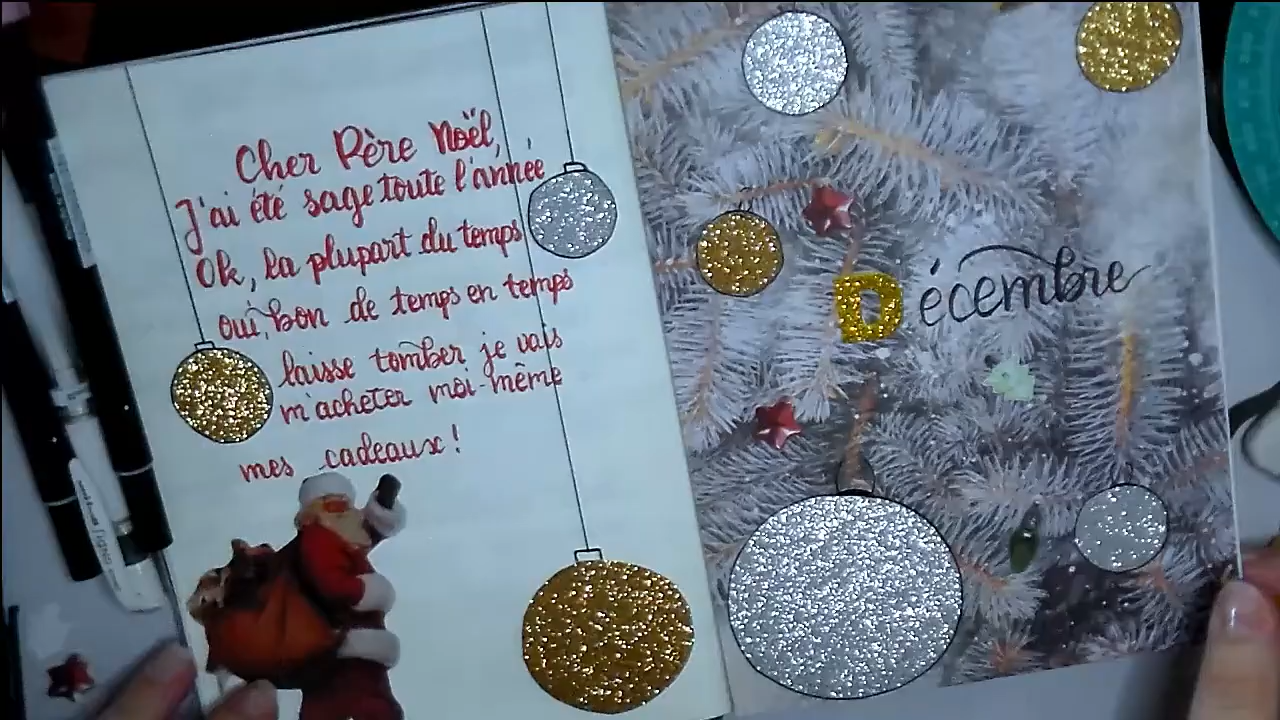 Cher Père Noël,
J'ai été sage toute l'année
Ok, la plupart du temps
oui, bon de temps en temps
laisse tomber je vais
m'acheter moi-même
mes cadeaux!
Décembre